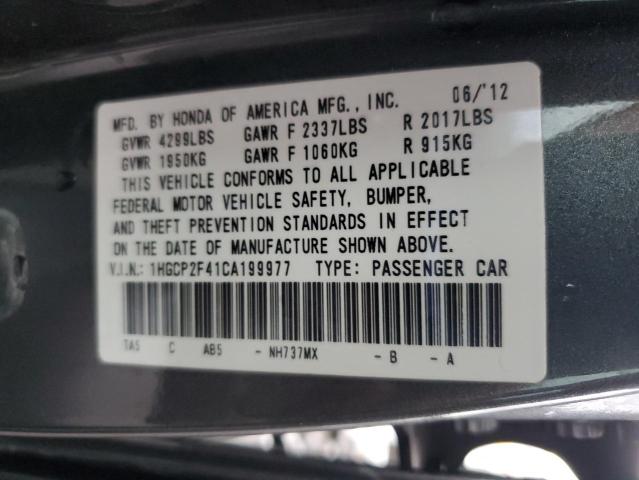 MFD. BY HONDA OF AMERICA MFG., INC. 06/'12
GVWR 4299LBS GAWR F 2337LBS R 2017LBS
GVWR 1950KG GAWR F 1060KG R 915KG
THIS VEHICLE CONFORMS TO ALL APPLICABLE
FEDERAL MOTOR VEHICLE SAFETY, BUMPER,
AND THEFT PREVENTION STANDARDS IN EFFECT
ON THE DATE OF MANUFACTURE SHOWN ABOVE.
V.I.N.: 1HGCP2F41CA199977 TYPE: PASSENGER CAR
TA5 C AB5 - NH737MX - B - A